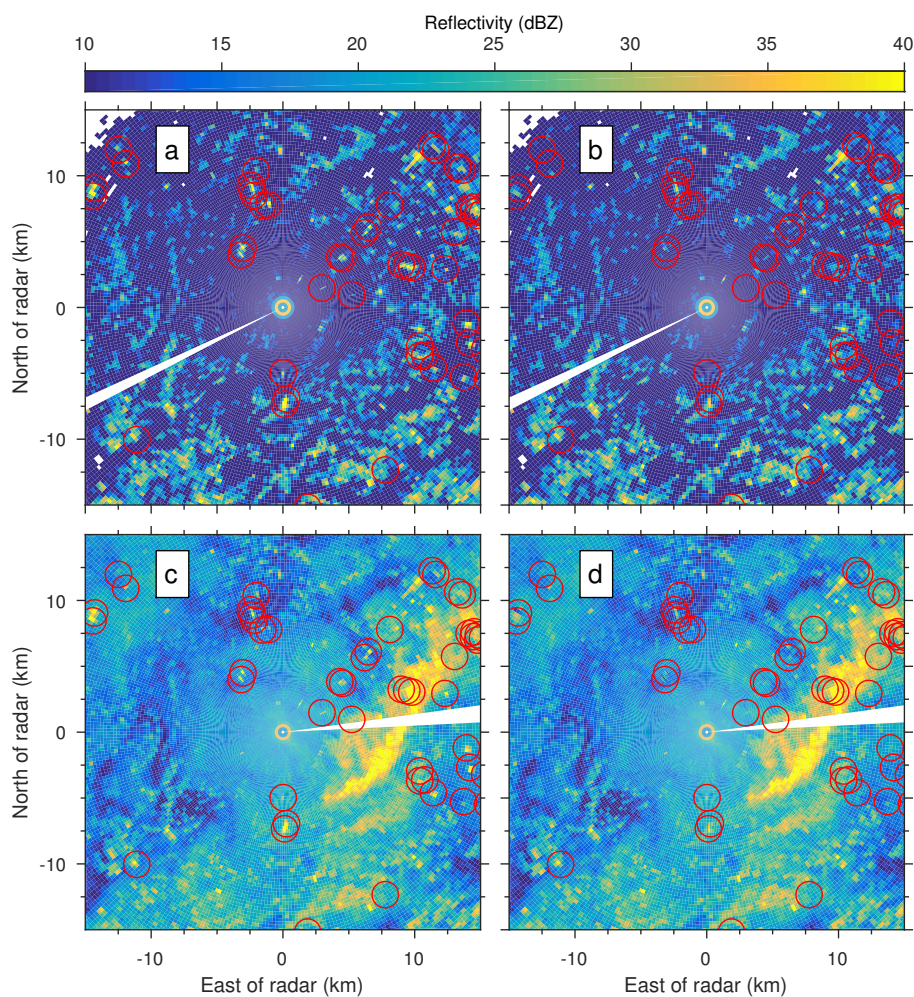 Reflectivity (dBZ)
10 15 20 24 30 35 40
a b
North of radar (km)
10
0
-10
c d
North of radar (km)
10
0
-10
-10 0 10 -10 0 10
East of radar (km) East of radar (km)